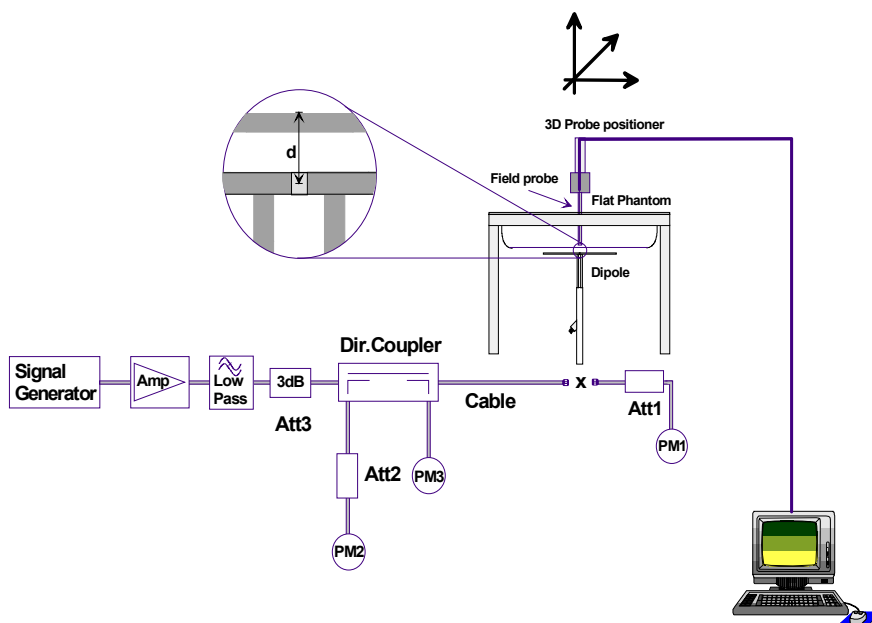 3D Probe positioner
d
Field probe
Flat Phantom
Dipole
Dir.Coupler
Signal
Generator
Amp
Low
Pass
3dB
Cable
x
Att1
Att3
PM1
Att2
PM3
PM2